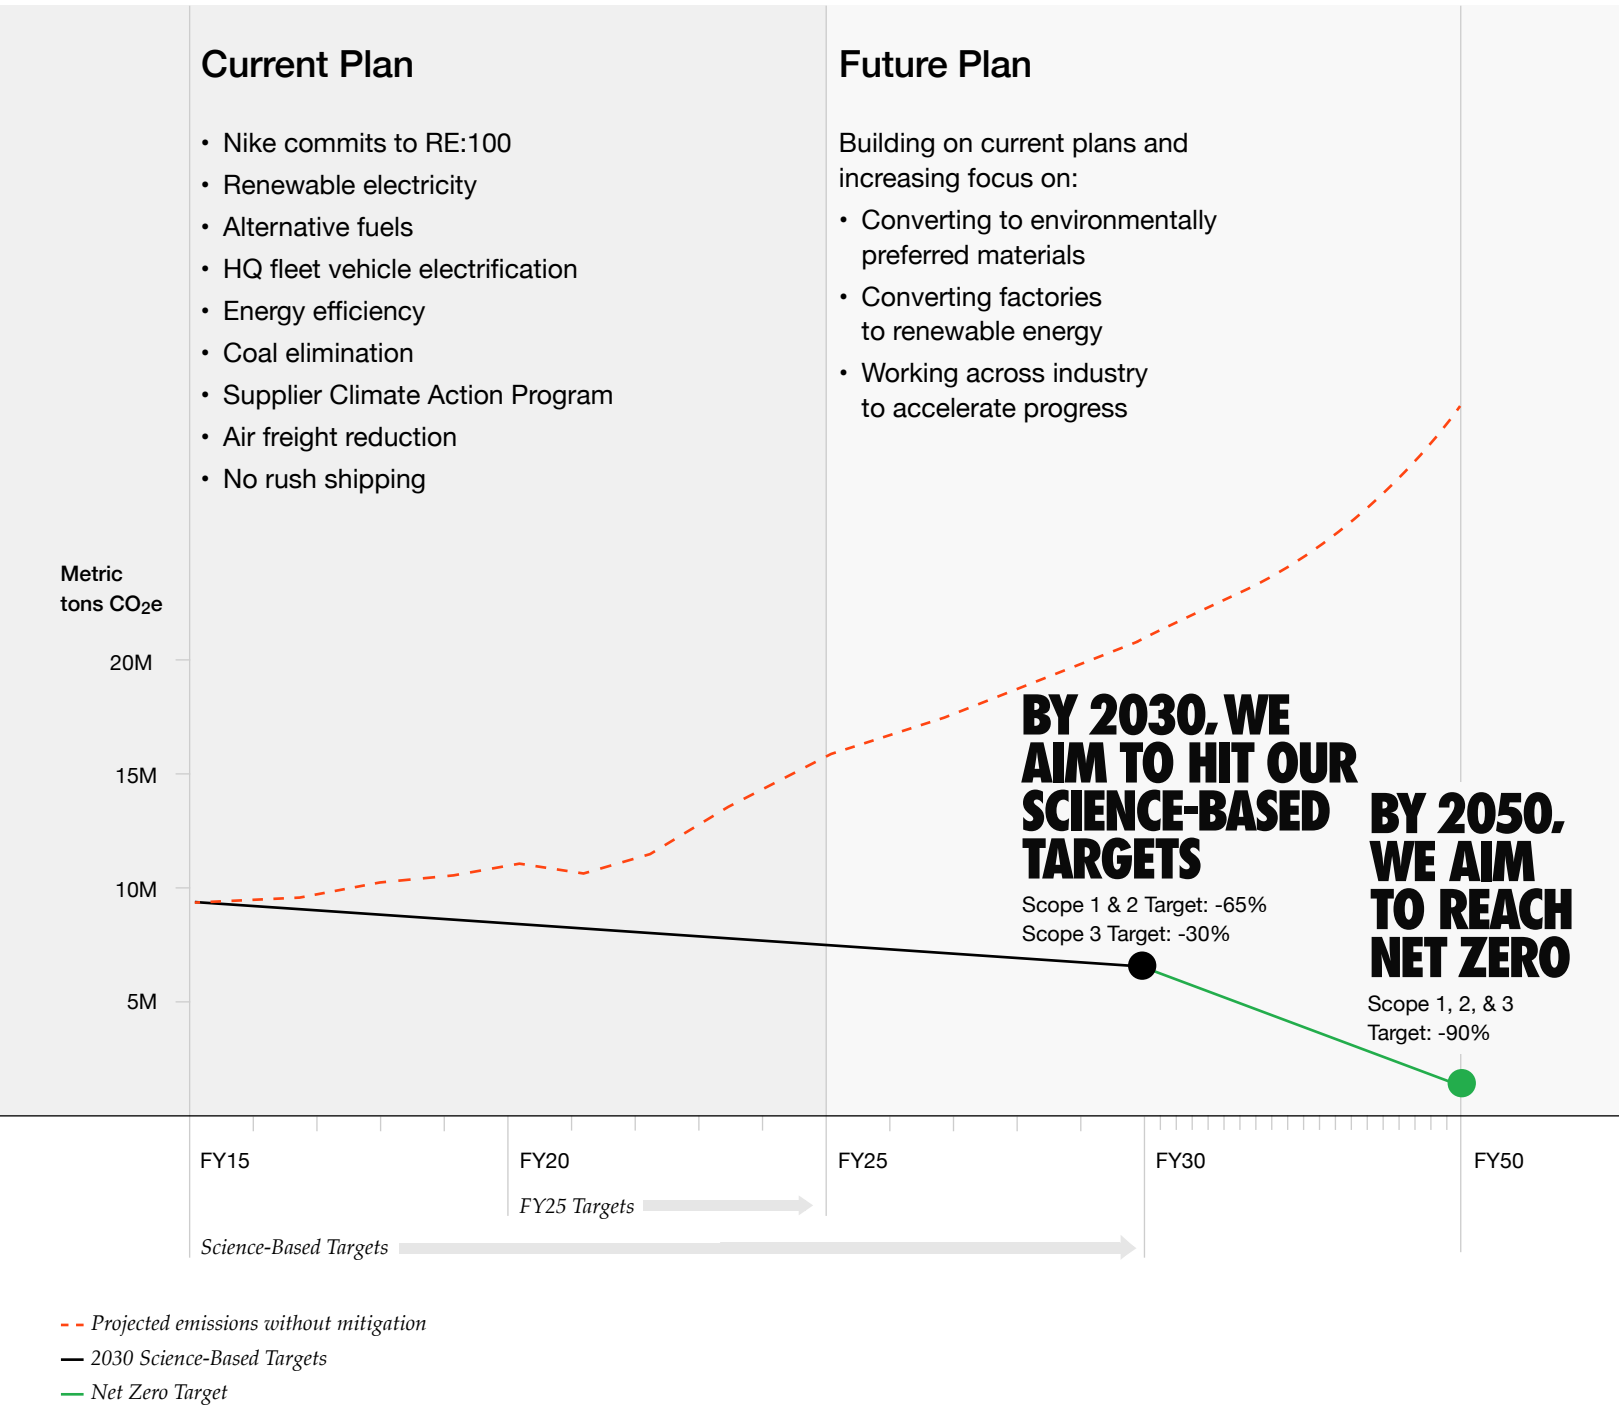 Current Plan
• Nike commits to RE:100
• Renewable electricity
• Alternative fuels
• HQ fleet vehicle electrification
• Energy efficiency
• Coal elimination
• Supplier Climate Action Program
• Air freight reduction
• No rush shipping
Future Plan
Building on current plans and
increasing focus on:
• Converting to environmentally
preferred materials
• Converting factories
to renewable energy
• Working across industry
to accelerate progress
Metric
tons CO2e
20M
15M
10M
5M
BY 2030, WE
AIM TO HIT OUR
SCIENCE-BASED
TARGETS
Scope 1 & 2 Target: -65%
Scope 3 Target: -30%
BY 2050,
WE AIM
TO REACH
NET ZERO
Scope 1, 2, & 3
Target: -90%
FY15
FY20
FY25
FY30
FY50
FY25 Targets
Science-Based Targets
Projected emissions without mitigation
2030 Science-Based Targets
Net Zero Target